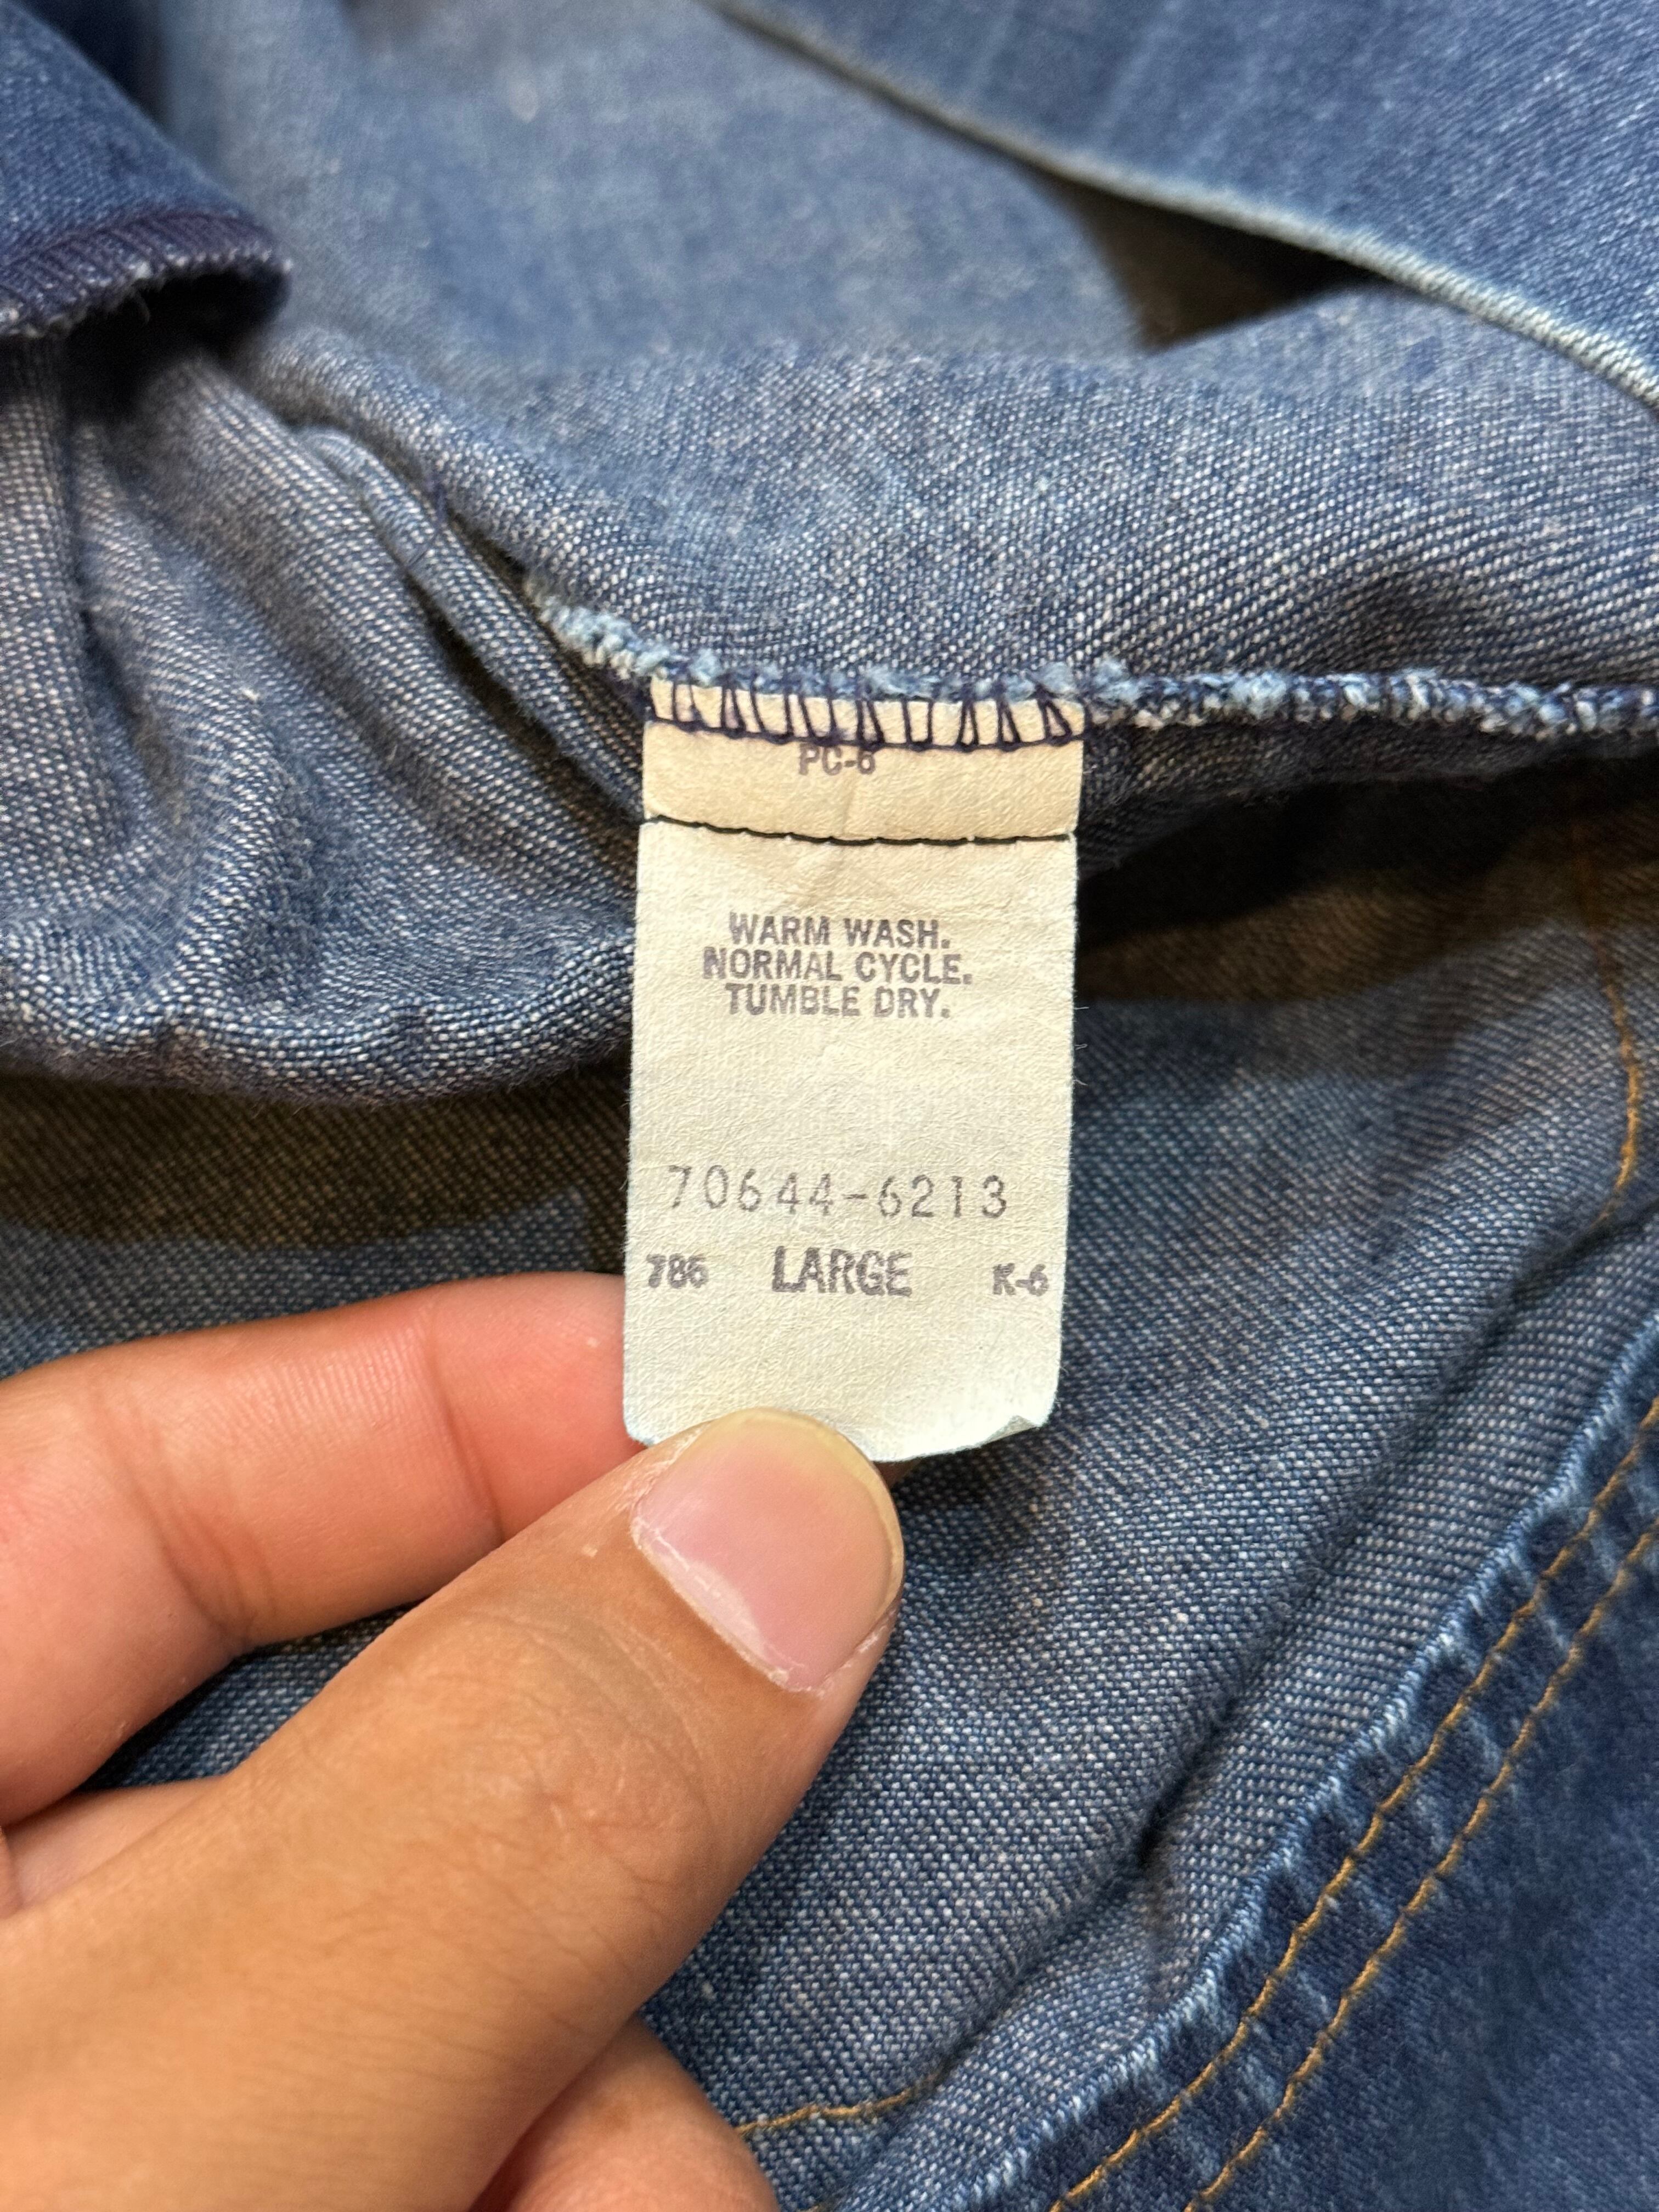 PC-6
WARM WASH.
NORMAL CYCLE.
TUMBLE DRY.
70644-6213
786 LARGE K-6